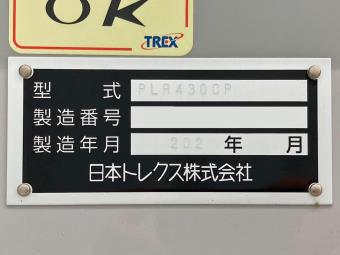 OK
TREX
型式 PLR430CP
製造番号
製造年月 202 年 月
日本トレクス株式会社